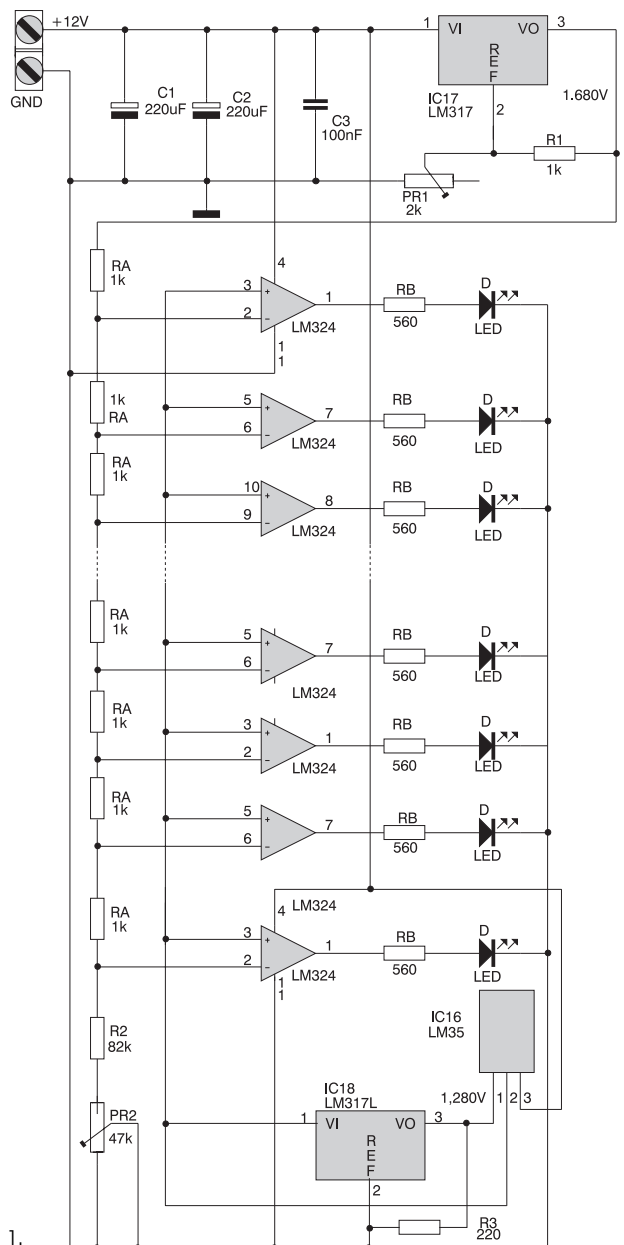 +12V
GND
C1
220uF
C2
220uF
C3
100nF
1
VI
VO
3
R
E
F
IC17
LM317
2
1.680V
R1
1k
PR1
2k
RA
1k
4
3
+
2
-
1
LM324
1
1
RB
560
D
LED
1k
RA
5
+
6
-
7
LM324
RB
560
D
LED
RA
1k
10
+
9
-
8
LM324
RB
560
D
LED
RA
1k
5
+
6
-
7
LM324
RB
560
D
LED
RA
1k
3
+
2
-
1
LM324
RB
560
D
LED
RA
1k
5
+
6
-
7
LM324
RB
560
D
LED
RA
1k
4
LM324
3
+
2
-
1
LM324
1
1
RB
560
D
LED
R2
82k
IC16
LM35
1,280V
1
2
3
PR2
47k
IC18
LM317L
1
VI
VO
3
R
E
F
2
R3
220
1.